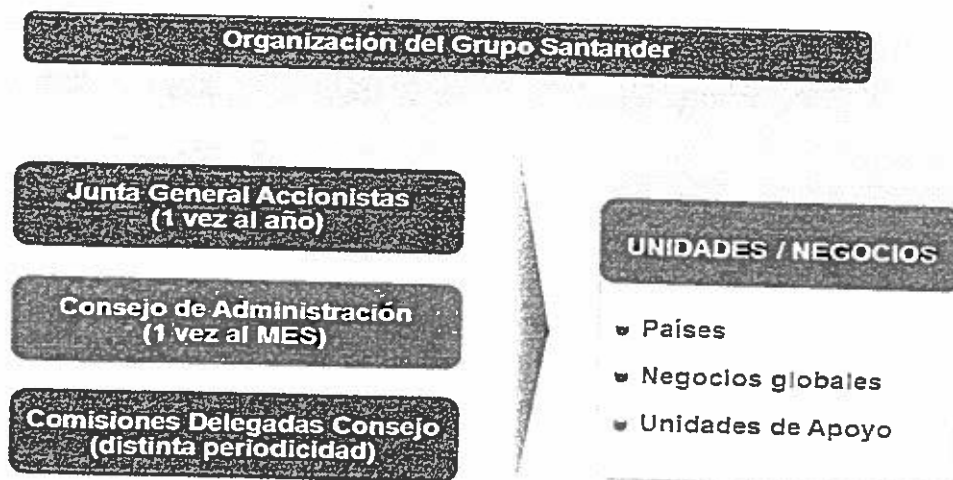 Organización del Grupo Santander
Junta General Accionistas
(1 vez al año)
Consejo de Administración
(1 vez al MES)
Comisiones Delegadas Consejo
(distinta periodicidad)
UNIDADES / NEGOCIOS
Países
Negocios globales
Unidades de Apoyo